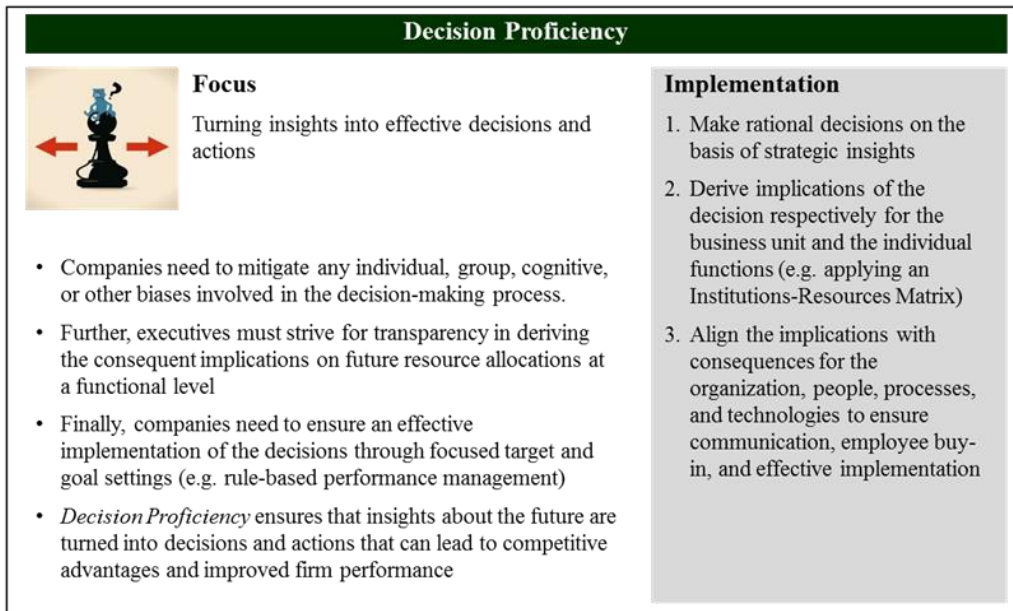 Decision Proficiency
?
Focus
Turning insights into effective decisions and
actions
• Companies need to mitigate any individual, group, cognitive,
or other biases involved in the decision-making process.
• Further, executives must strive for transparency in deriving
the consequent implications on future resource allocations at
a functional level
• Finally, companies need to ensure an effective
implementation of the decisions through focused target and
goal settings (e.g. rule-based performance management)
• Decision Proficiency ensures that insights about the future are
turned into decisions and actions that can lead to competitive
advantages and improved firm performance
Implementation
1. Make rational decisions on the
basis of strategic insights
2. Derive implications of the
decision respectively for the
business unit and the individual
functions (e.g. applying an
Institutions-Resources Matrix)
3. Align the implications with
consequences for the
organization, people, processes,
and technologies to ensure
communication, employee buy-
in, and effective implementation